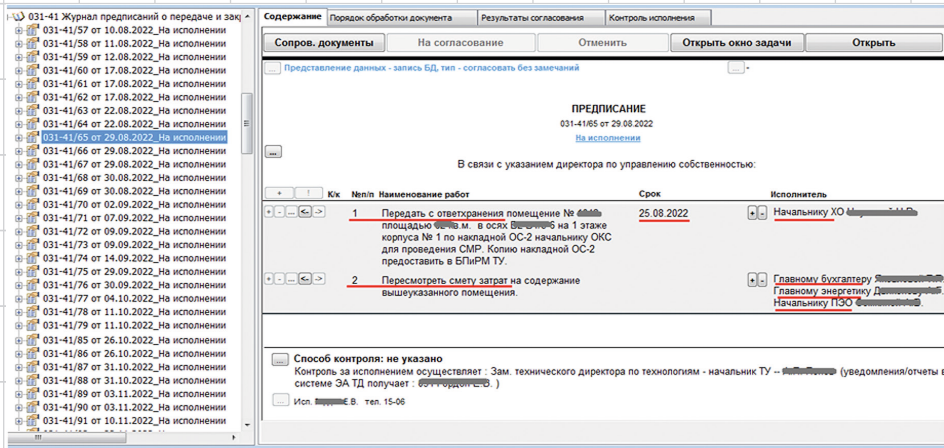 031-41 Журнал предписаний о передаче и зак
031-41/57 от 10.08.2022_На исполнении
031-41/58 от 11.08.2022_На исполнении
031-41/59 от 12.08.2022_На исполнении
031-41/60 от 17.08.2022_На исполнении
031-41/61 от 17.08.2022_На исполнении
031-41/62 от 17.08.2022_На исполнении
031-41/63 от 22.08.2022_На исполнении
031-41/64 от 22.08.2022_На исполнении
031-41/65 от 29.08.2022_На исполнении
031-41/66 от 29.08.2022_На исполнении
031-41/67 от 29.08.2022_На исполнении
031-41/68 от 30.08.2022_На исполнении
031-41/69 от 30.08.2022_На исполнении
031-41/70 от 02.09.2022_На исполнении
031-41/71 от 07.09.2022_На исполнении
031-41/72 от 09.09.2022_На исполнении
031-41/73 от 09.09.2022_На исполнении
031-41/74 от 14.09.2022_На исполнении
031-41/75 от 29.09.2022_На исполнении
031-41/76 от 30.09.2022_На исполнении
031-41/77 от 04.10.2022_На исполнении
031-41/78 от 11.10.2022_На исполнении
031-41/79 от 11.10.2022_На исполнении
031-41/85 от 26.10.2022_На исполнении
031-41/86 от 26.10.2022_На исполнении
031-41/87 от 31.10.2022_На исполнении
031-41/88 от 31.10.2022_На исполнении
031-41/89 от 03.11.2022_На исполнении
031-41/90 от 03.11.2022_На исполнении
031-41/91 от 10.11.2022_На исполнении
Содержание Порядок обработки документа Результаты согласования Контроль исполнения
Сопров. документы На согласование Отменить Открыть окно задачи Открыть
... Представление данных - запись БД, тип - согласовать без замечаний ... -
ПРЕДПИСАНИЕ
031-41/65 от 29.08.2022
На исполнении
...
В связи с указанием директора по управлению собственностью:
+ ! К/к №п/п Наименование работ Срок Исполнитель
+ - ... <- -> 1 Передать с ответхранения помещение № 25.08.2022 + - Начальнику ХО
площадью кв.м. в осях на 1 этаже
корпуса № 1 по накладной ОС-2 начальнику ОКС
для проведения СМР. Копию накладной ОС-2
предоставить в БПиРМ ТУ.
+ - ... <- -> 2 Пересмотреть смету затрат на содержание + - Главному бухгалтеру
вышеуказанного помещения. Главному энергетику
Начальнику ПЭО
... Способ контроля: не указано
Контроль за исполнением осуществляет : Зам. технического директора по технологиям - начальник ТУ -- (уведомления/отчеты в
системе ЭА ТД получает : )
... Исп. Е.В. тел. 15-06